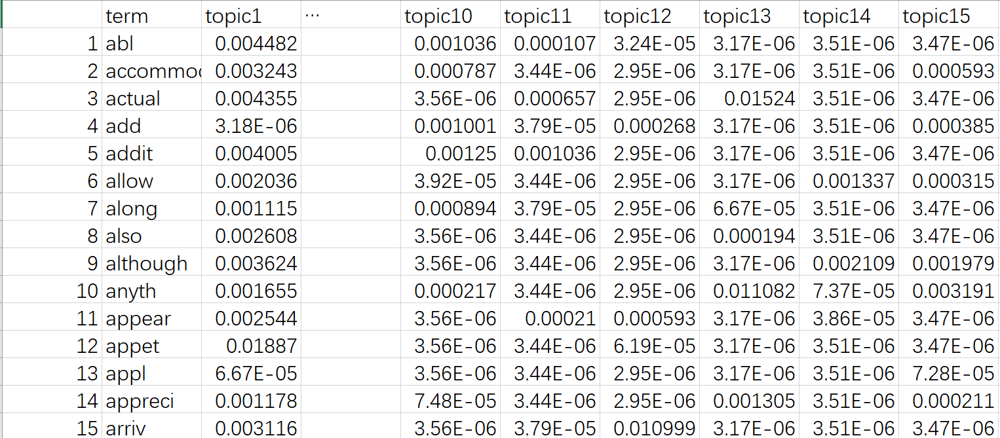 term topic1 ... topic10 topic11 topic12 topic13 topic14 topic15
1 abl 0.004482 0.001036 0.000107 3.24E-05 3.17E-06 3.51E-06 3.47E-06
2 accommo 0.003243 0.000787 3.44E-06 2.95E-06 3.17E-06 3.51E-06 0.000593
3 actual 0.004355 3.56E-06 0.000657 2.95E-06 0.01524 3.51E-06 3.47E-06
4 add 3.18E-06 0.001001 3.79E-05 0.000268 3.17E-06 3.51E-06 0.000385
5 addit 0.004005 0.00125 0.001036 2.95E-06 3.17E-06 3.51E-06 3.47E-06
6 allow 0.002036 3.92E-05 3.44E-06 2.95E-06 3.17E-06 0.001337 0.000315
7 along 0.001115 0.000894 3.79E-05 2.95E-06 6.67E-05 3.51E-06 3.47E-06
8 also 0.002608 3.56E-06 3.44E-06 2.95E-06 0.000194 3.51E-06 3.47E-06
9 although 0.003624 3.56E-06 3.44E-06 2.95E-06 3.17E-06 0.002109 0.001979
10 anyth 0.001655 0.000217 3.44E-06 2.95E-06 0.011082 7.37E-05 0.003191
11 appear 0.002544 3.56E-06 0.00021 0.000593 3.17E-06 3.86E-05 3.47E-06
12 appet 0.01887 3.56E-06 3.44E-06 6.19E-05 3.17E-06 3.51E-06 3.47E-06
13 appl 6.67E-05 3.56E-06 3.44E-06 2.95E-06 3.17E-06 3.51E-06 7.28E-05
14 appreci 0.001178 7.48E-05 3.44E-06 2.95E-06 0.001305 3.51E-06 0.000211
15 arriv 0.003116 3.56E-06 3.79E-05 0.010999 3.17E-06 3.51E-06 3.47E-06